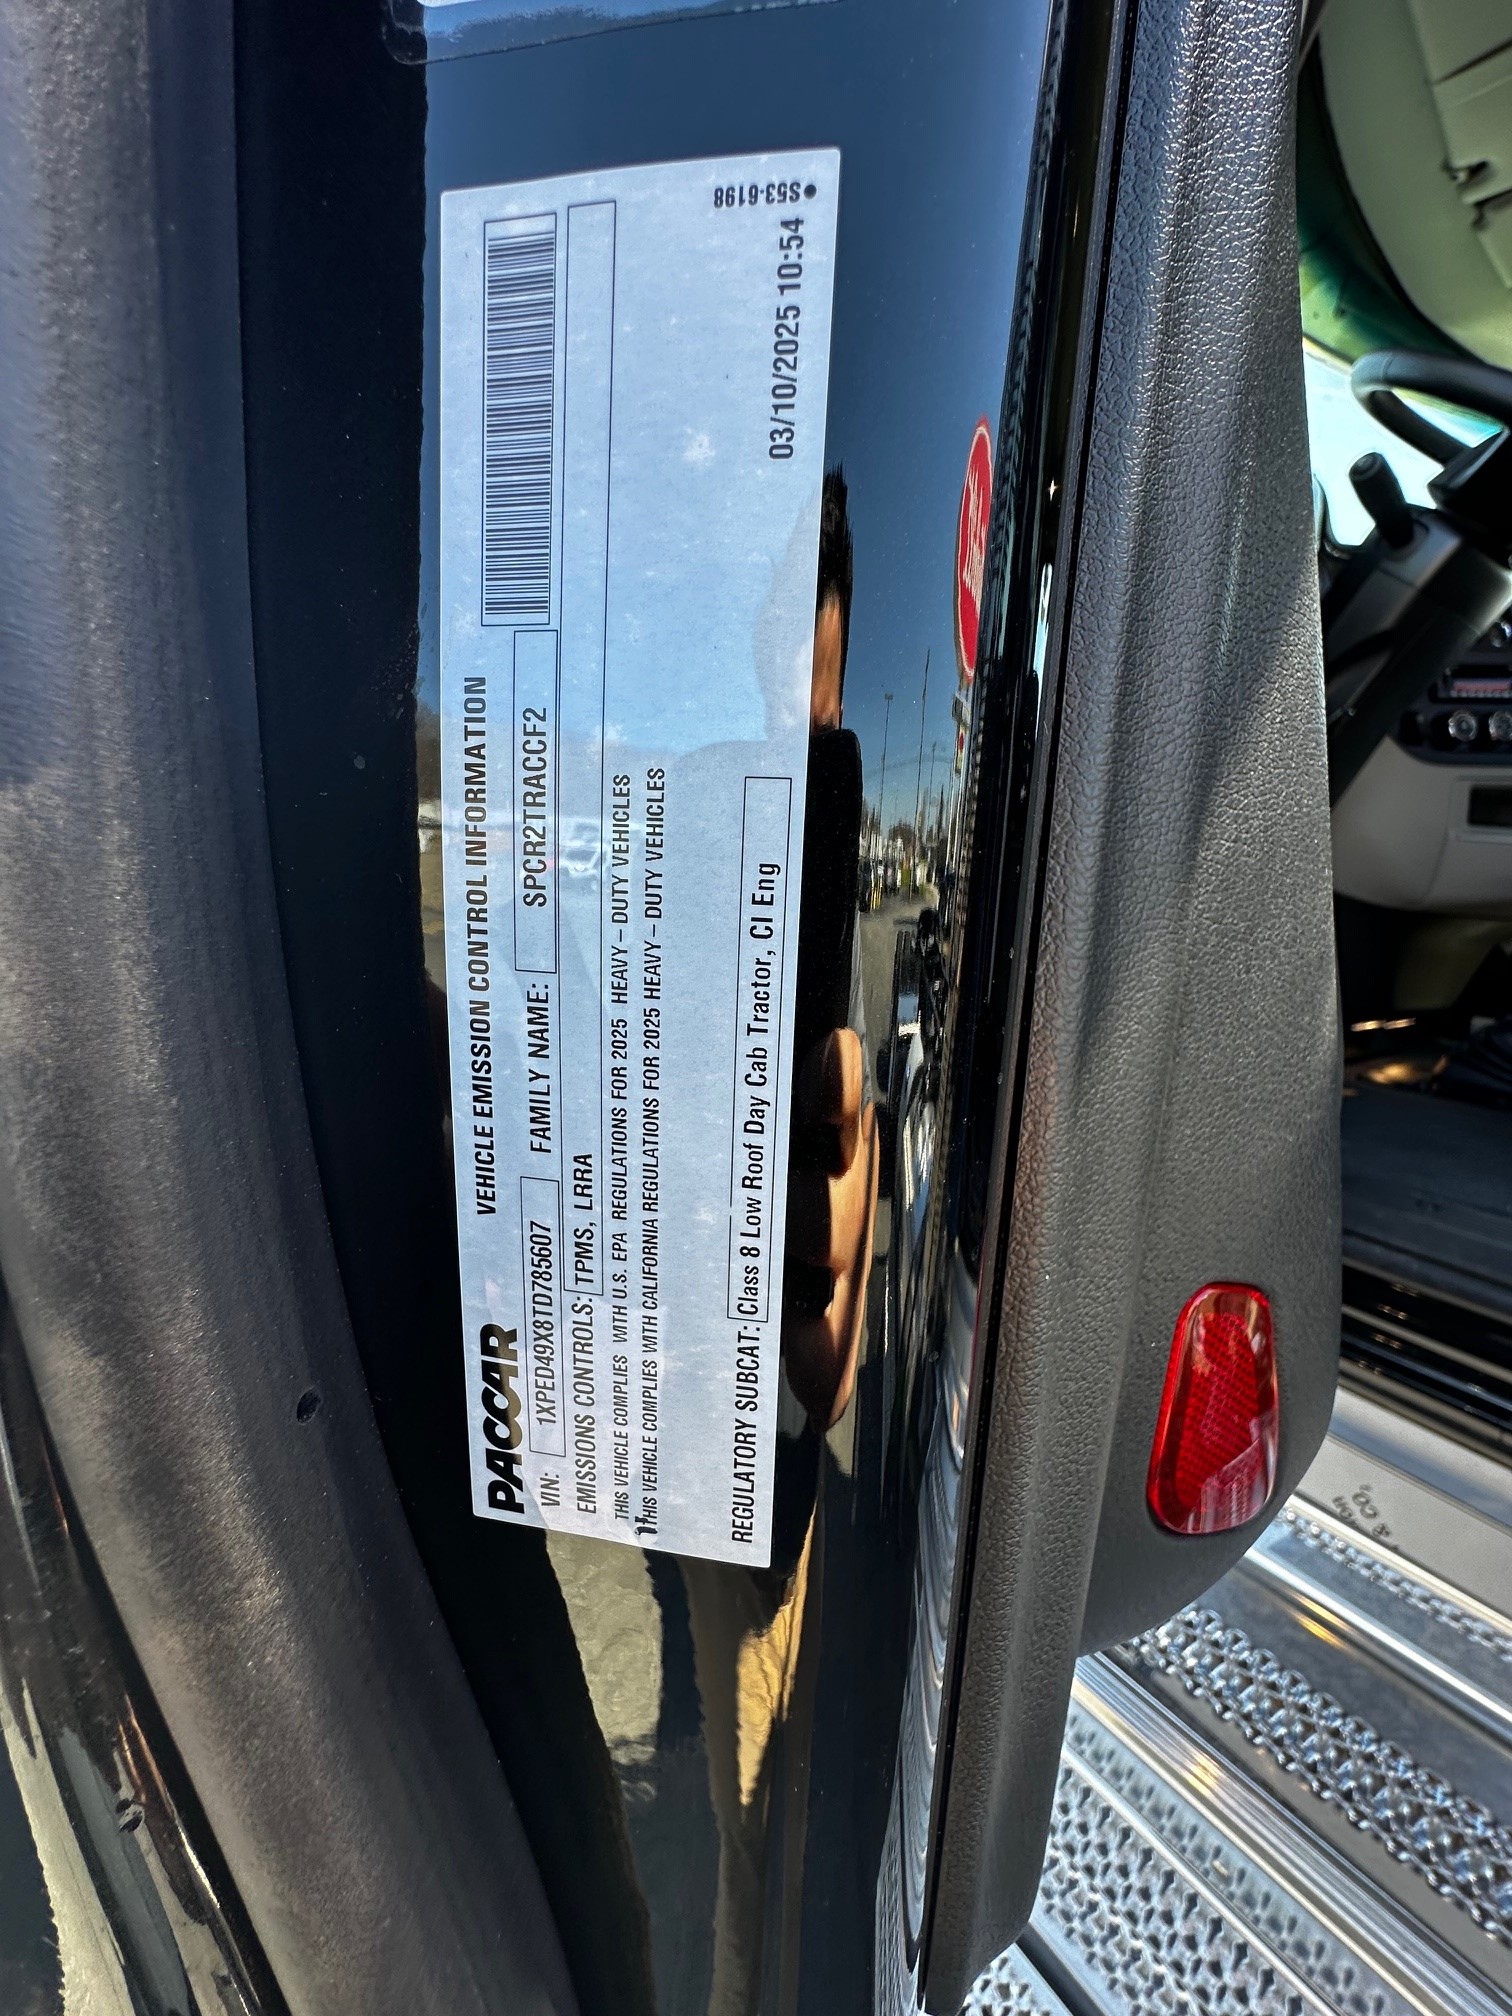 PACCAR
VEHICLE EMISSION CONTROL INFORMATION
VIN: 1XPED49X8TD785607 FAMILY NAME: SPCR2TRACCF2
EMISSIONS CONTROLS: TPMS, LRRA
THIS VEHICLE COMPLIES WITH U.S. EPA REGULATIONS FOR 2025 HEAVY – DUTY VEHICLES
THIS VEHICLE COMPLIES WITH CALIFORNIA REGULATIONS FOR 2025 HEAVY – DUTY VEHICLES
REGULATORY SUBCAT: Class 8 Low Roof Day Cab Tractor, CI Eng
03/10/2025 10:54
S53-6198